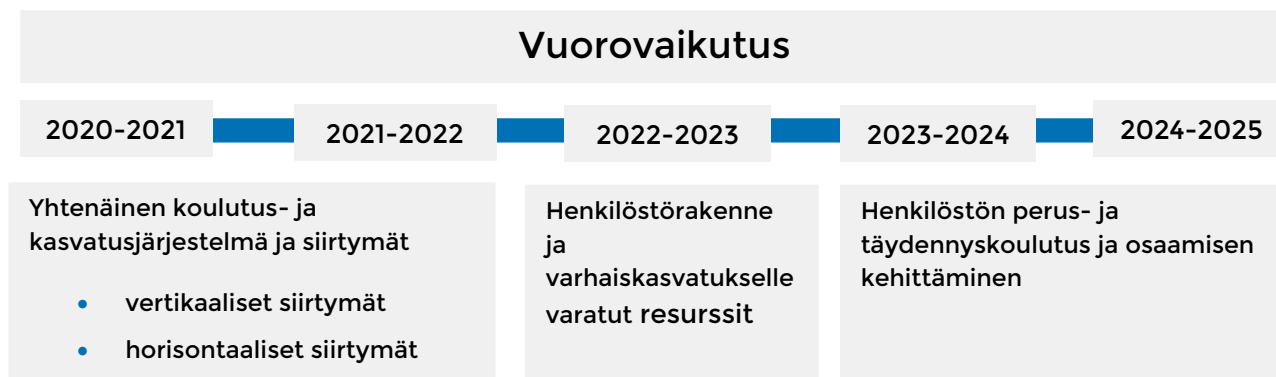 Vuorovaikutus
2020-2021
2021-2022
2022-2023
2023-2024
2024-2025
Yhtenäinen koulutus- ja
kasvatusjärjestelmä ja siirtymät
• vertikaaliset siirtymät
• horisontaaliset siirtymät
Henkilöstörakenne
ja
varhaiskasvatukselle
varatut resurssit
Henkilöstön perus- ja
täydennyskoulutus ja osaamisen
kehittäminen